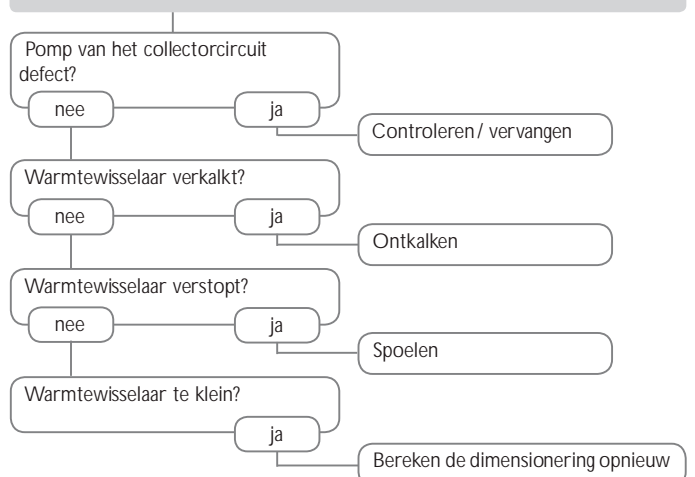 Pomp van het collectorcircuit
defect?
nee
ja
Controleren / vervangen
Warmtewisselaar verkalkt?
nee
ja
Ontkalken
Warmtewisselaar verstopt?
nee
ja
Spoelen
Warmtewisselaar te klein?
ja
Bereken de dimensionering opnieuw